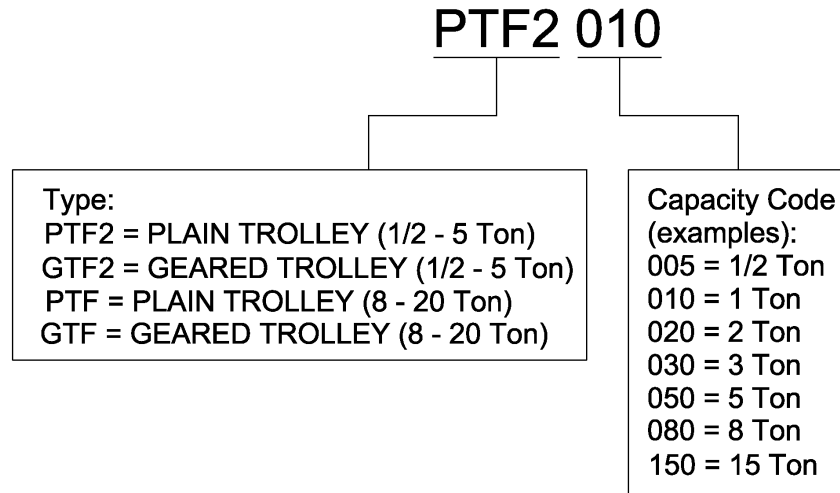 PTF2 010
Type:
PTF2 = PLAIN TROLLEY (1/2 - 5 Ton)
GTF2 = GEARED TROLLEY (1/2 - 5 Ton)
PTF = PLAIN TROLLEY (8 - 20 Ton)
GTF = GEARED TROLLEY (8 - 20 Ton)
Capacity Code
(examples):
005 = 1/2 Ton
010 = 1 Ton
020 = 2 Ton
030 = 3 Ton
050 = 5 Ton
080 = 8 Ton
150 = 15 Ton